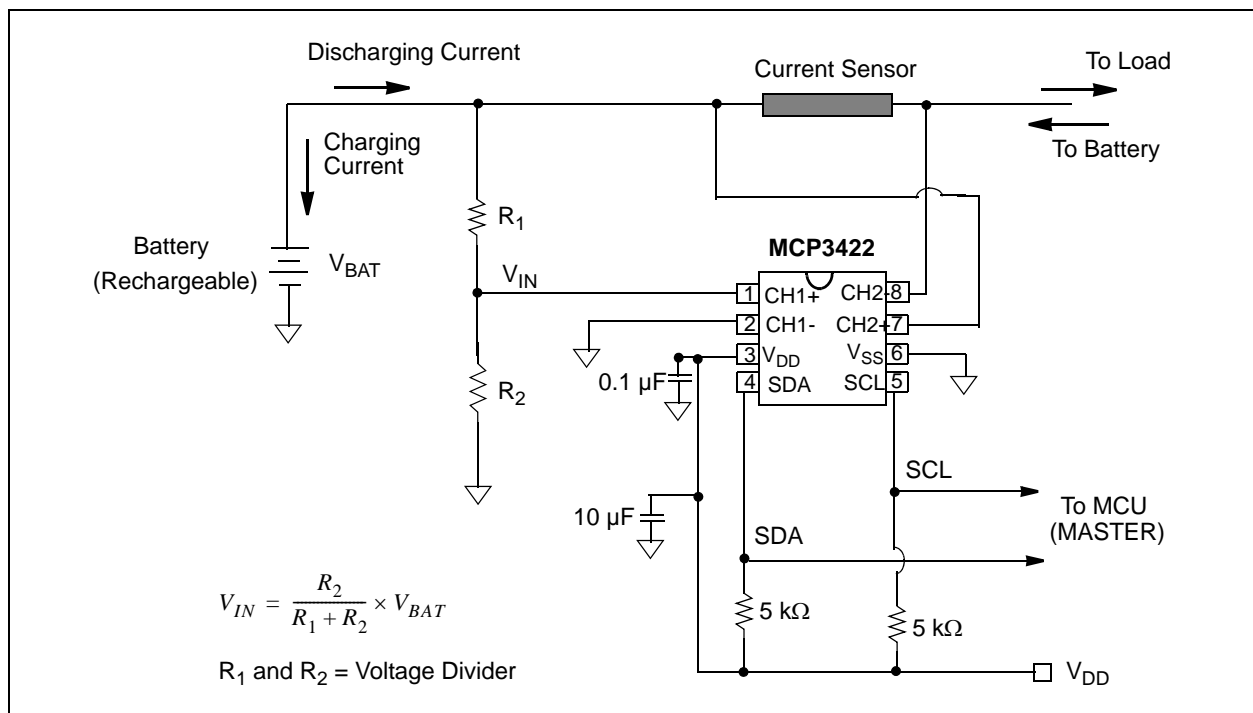 Discharging Current
Current Sensor
To Load
Charging
Current
To Battery
R1
Battery
(Rechargeable)
VBAT
VIN
MCP3422
1 CH1+
CH2- 8
2 CH1-
CH2+ 7
3 VDD
VSS 6
4 SDA
SCL 5
0.1 µF
R2
SCL
10 µF
To MCU
(MASTER)
SDA
VIN = R2 / (R1 + R2) × VBAT
5 kΩ
5 kΩ
R1 and R2 = Voltage Divider
VDD